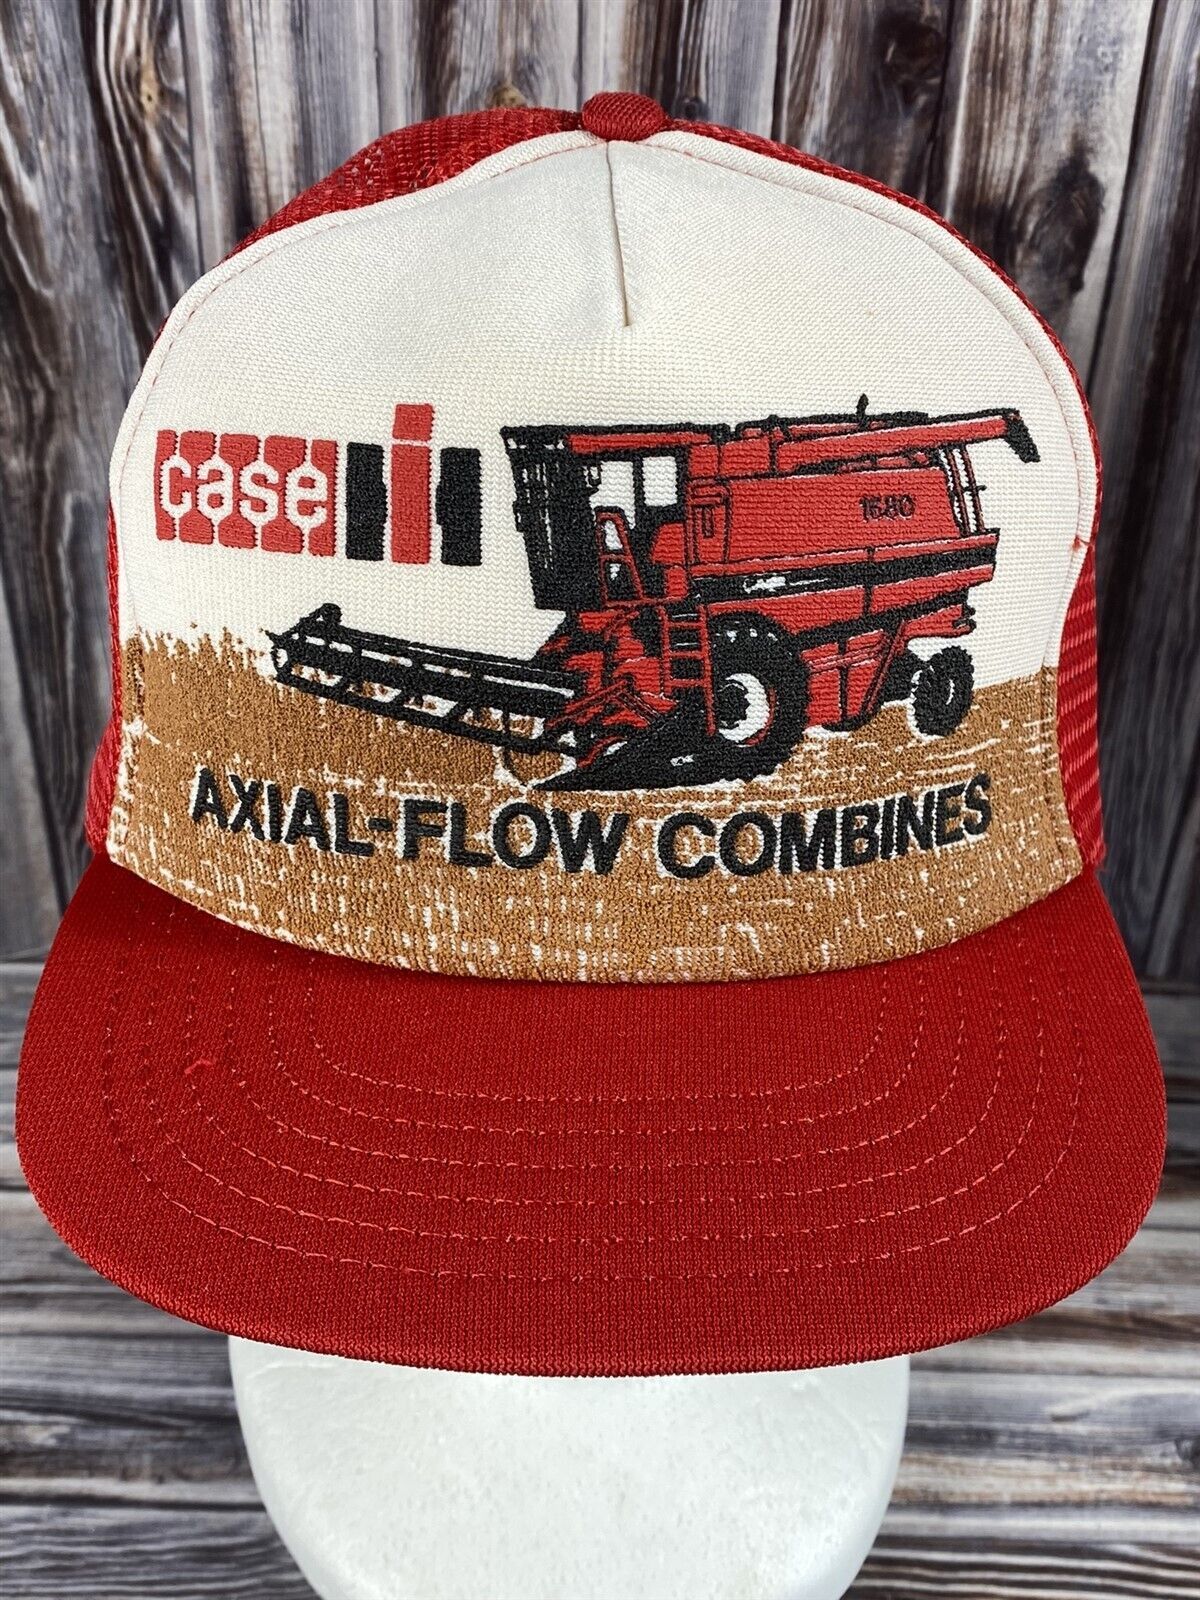 case IH
1680
AXIAL-FLOW COMBINES